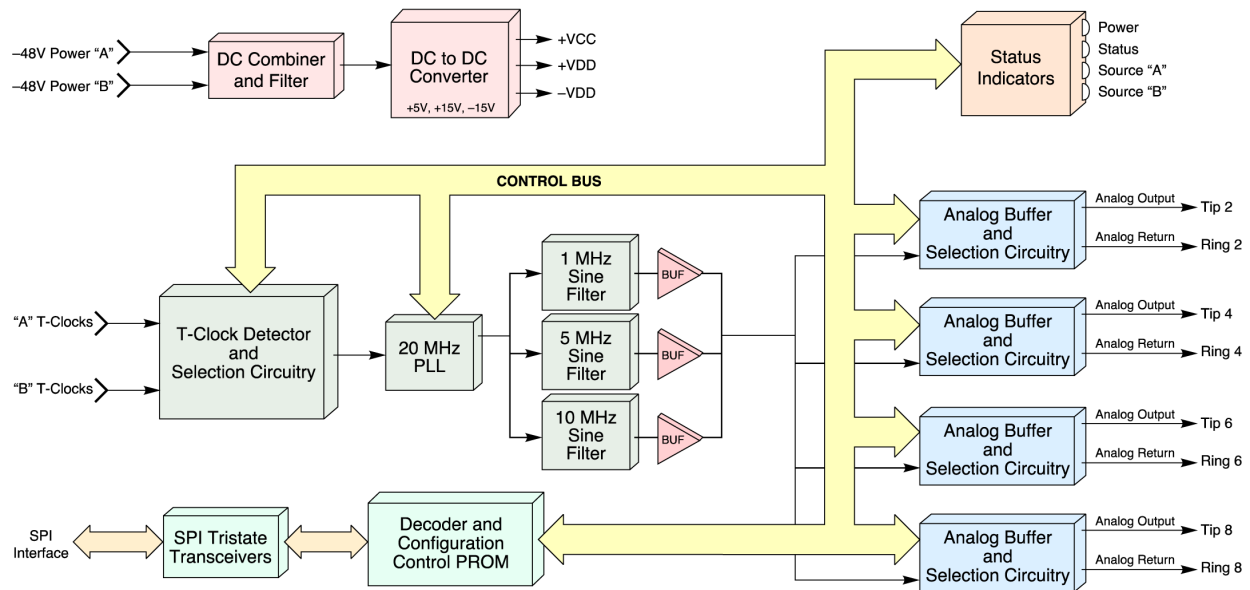 –48V Power “A”
–48V Power “B”
DC Combiner
and Filter
DC to DC
Converter
+5V, +15V, –15V
+VCC
+VDD
–VDD
Status
Indicators
Power
Status
Source “A”
Source “B”
CONTROL BUS
“A” T-Clocks
“B” T-Clocks
T-Clock Detector
and
Selection Circuitry
20 MHz
PLL
1 MHz
Sine
Filter
BUF
5 MHz
Sine
Filter
BUF
10 MHz
Sine
Filter
BUF
Analog Buffer
and
Selection Circuitry
Analog Output
Tip 2
Analog Return
Ring 2
Analog Buffer
and
Selection Circuitry
Analog Output
Tip 4
Analog Return
Ring 4
Analog Buffer
and
Selection Circuitry
Analog Output
Tip 6
Analog Return
Ring 6
Analog Buffer
and
Selection Circuitry
Analog Output
Tip 8
Analog Return
Ring 8
SPI
Interface
SPI Tristate
Transceivers
Decoder and
Configuration
Control PROM